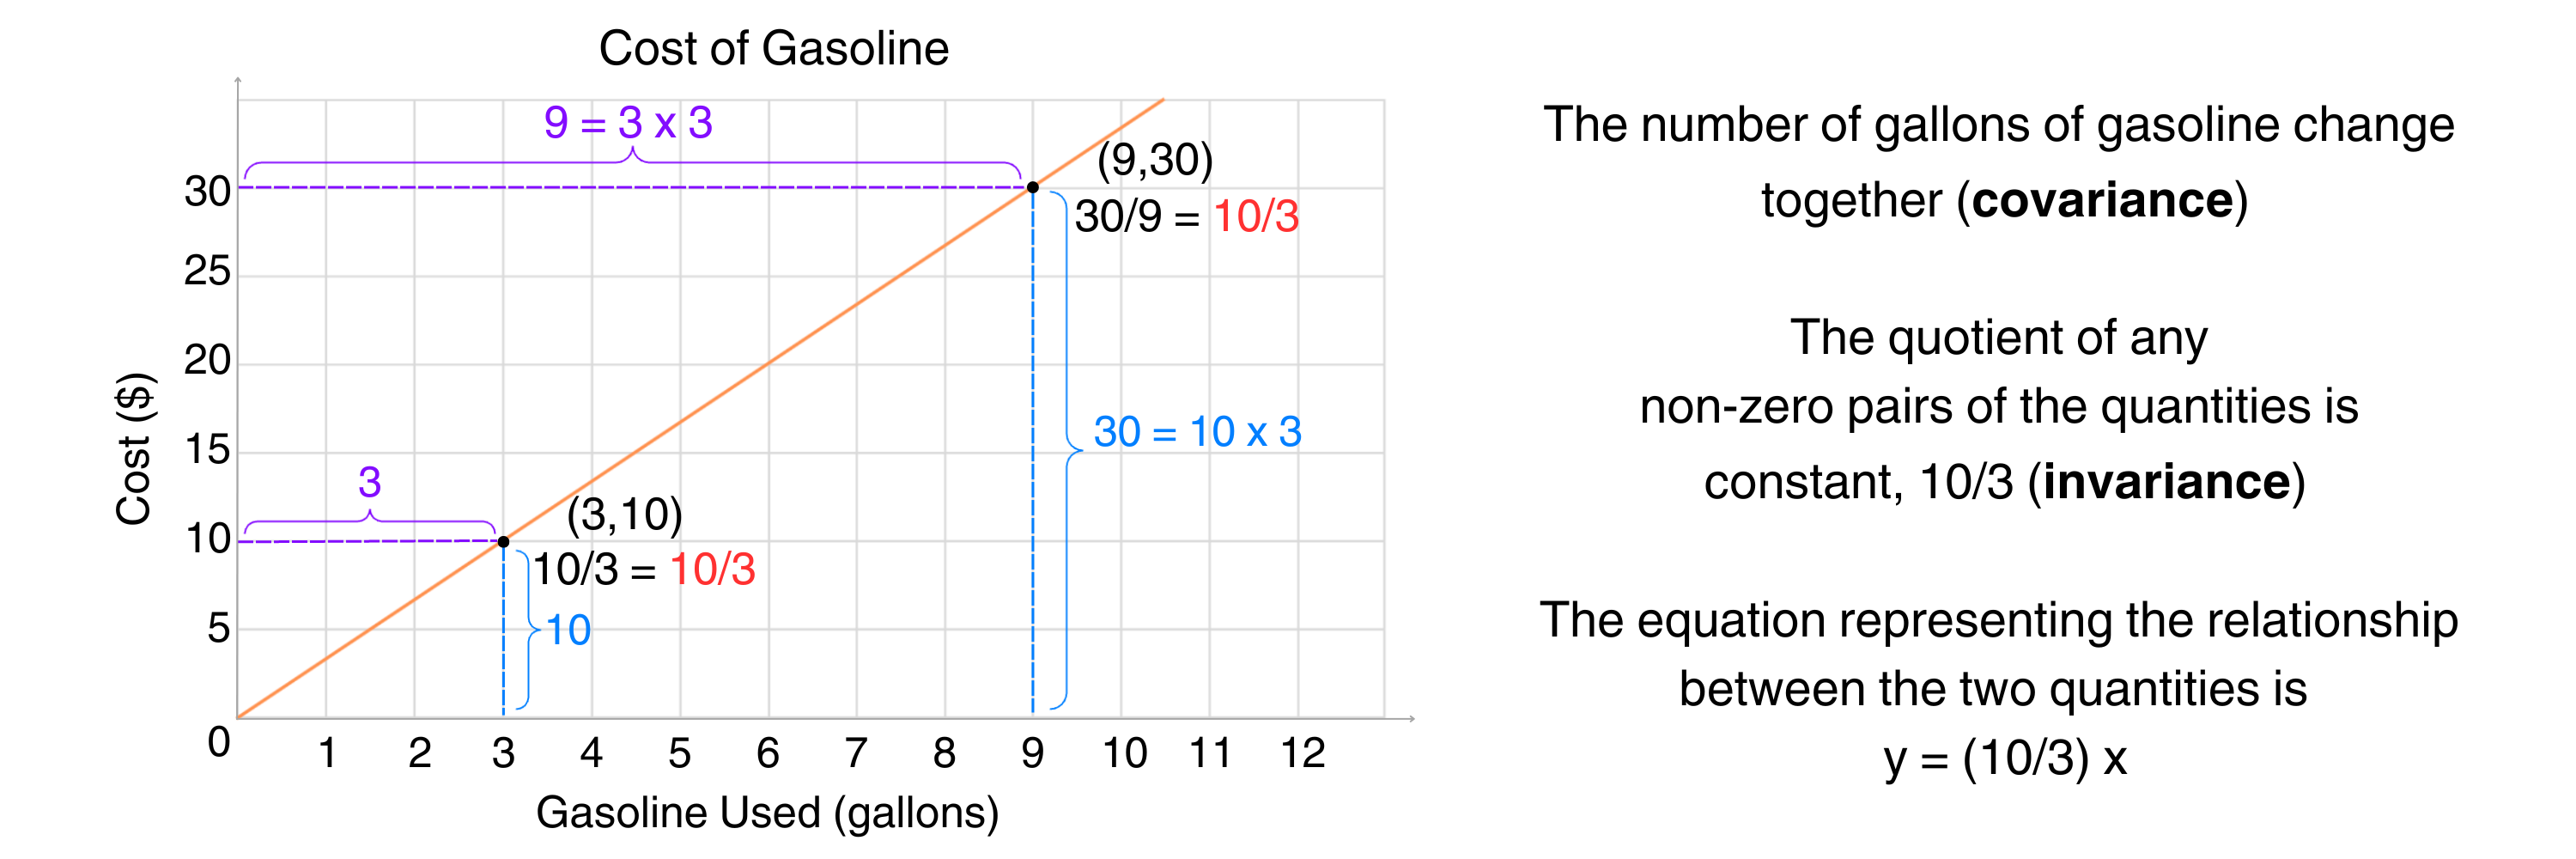 Cost of Gasoline
9 = 3 x 3
(9,30)
30/9 = 10/3
30 = 10 x 3
3
(3,10)
10/3 = 10/3
10
Cost ($)
30
25
20
15
10
5
0
1 2 3 4 5 6 7 8 9 10 11 12
Gasoline Used (gallons)
The number of gallons of gasoline change
together (covariance)
The quotient of any
non-zero pairs of the quantities is
constant, 10/3 (invariance)
The equation representing the relationship
between the two quantities is
y = (10/3) x